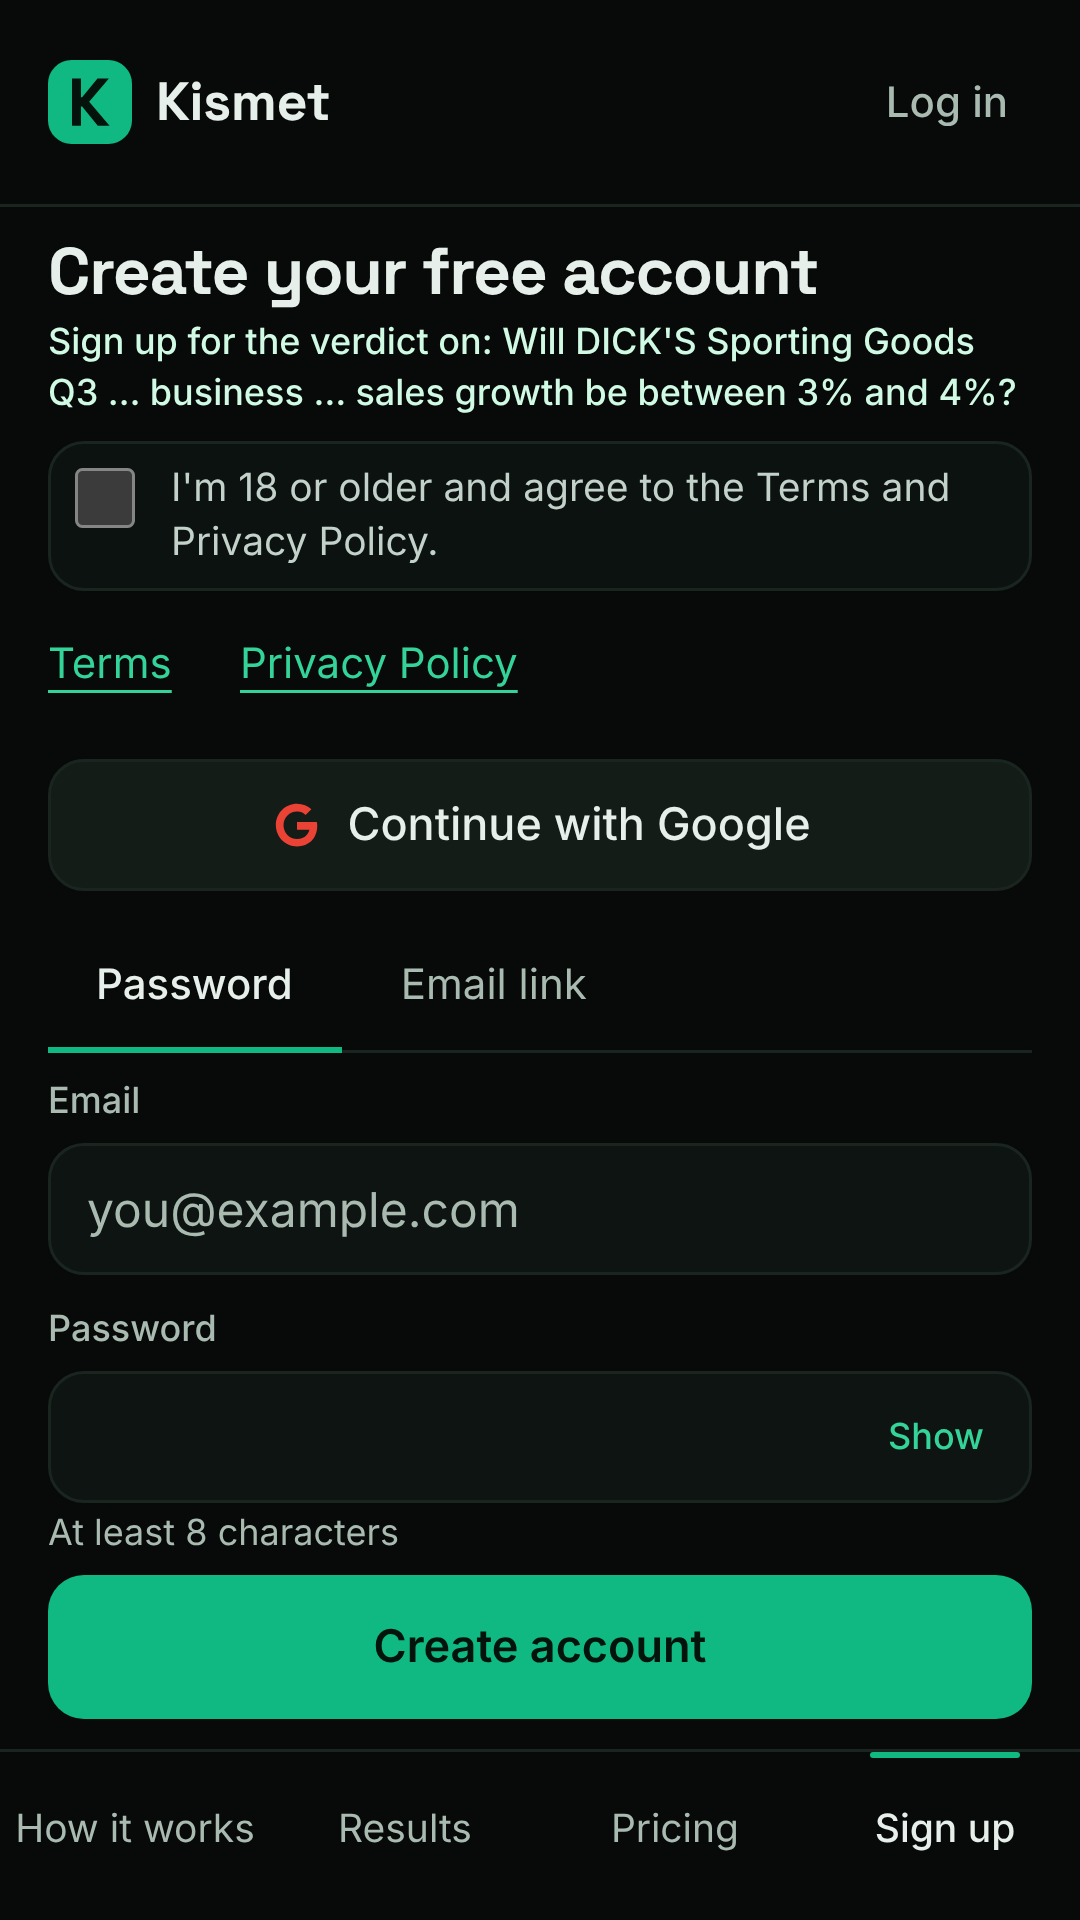 Kismet
Log in
Create your free account
Sign up for the verdict on: Will DICK'S Sporting Goods
Q3 ... business ... sales growth be between 3% and 4%?
I'm 18 or older and agree to the Terms and
Privacy Policy.
Terms Privacy Policy
Continue with Google
Password Email link
Email
you@example.com
Password
Show
At least 8 characters
Create account
How it works Results Pricing Sign up